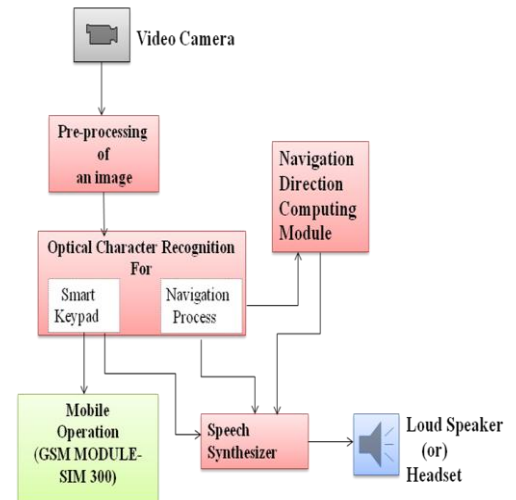 Video Camera
Pre-processing
of
an image
Navigation
Direction
Computing
Module
Optical Character Recognition
For
Smart
Keypad
Navigation
Process
Mobile
Operation
(GSM MODULE-
SIM 300)
Speech
Synthesizer
Loud Speaker
(or)
Headset